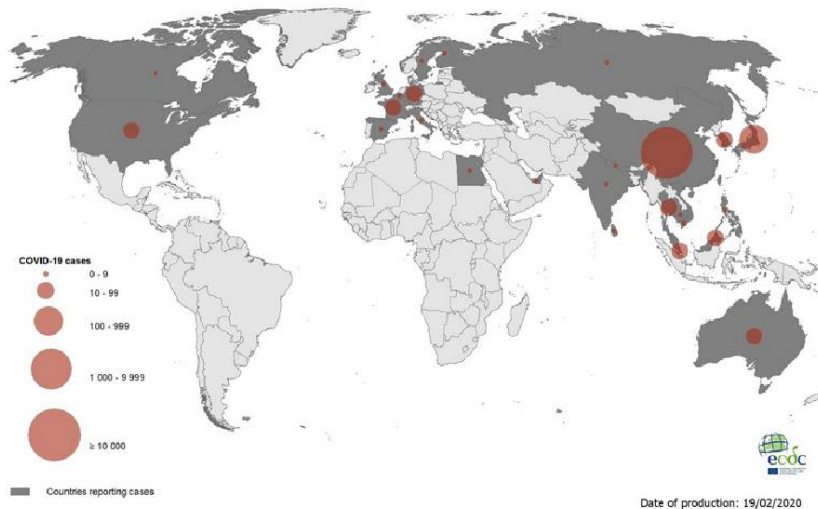 COVID-19 cases
0 - 9
10 - 99
100 - 999
1 000 - 9 999
≥ 10 000
Countries reporting cases
ecdc
Date of production: 19/02/2020